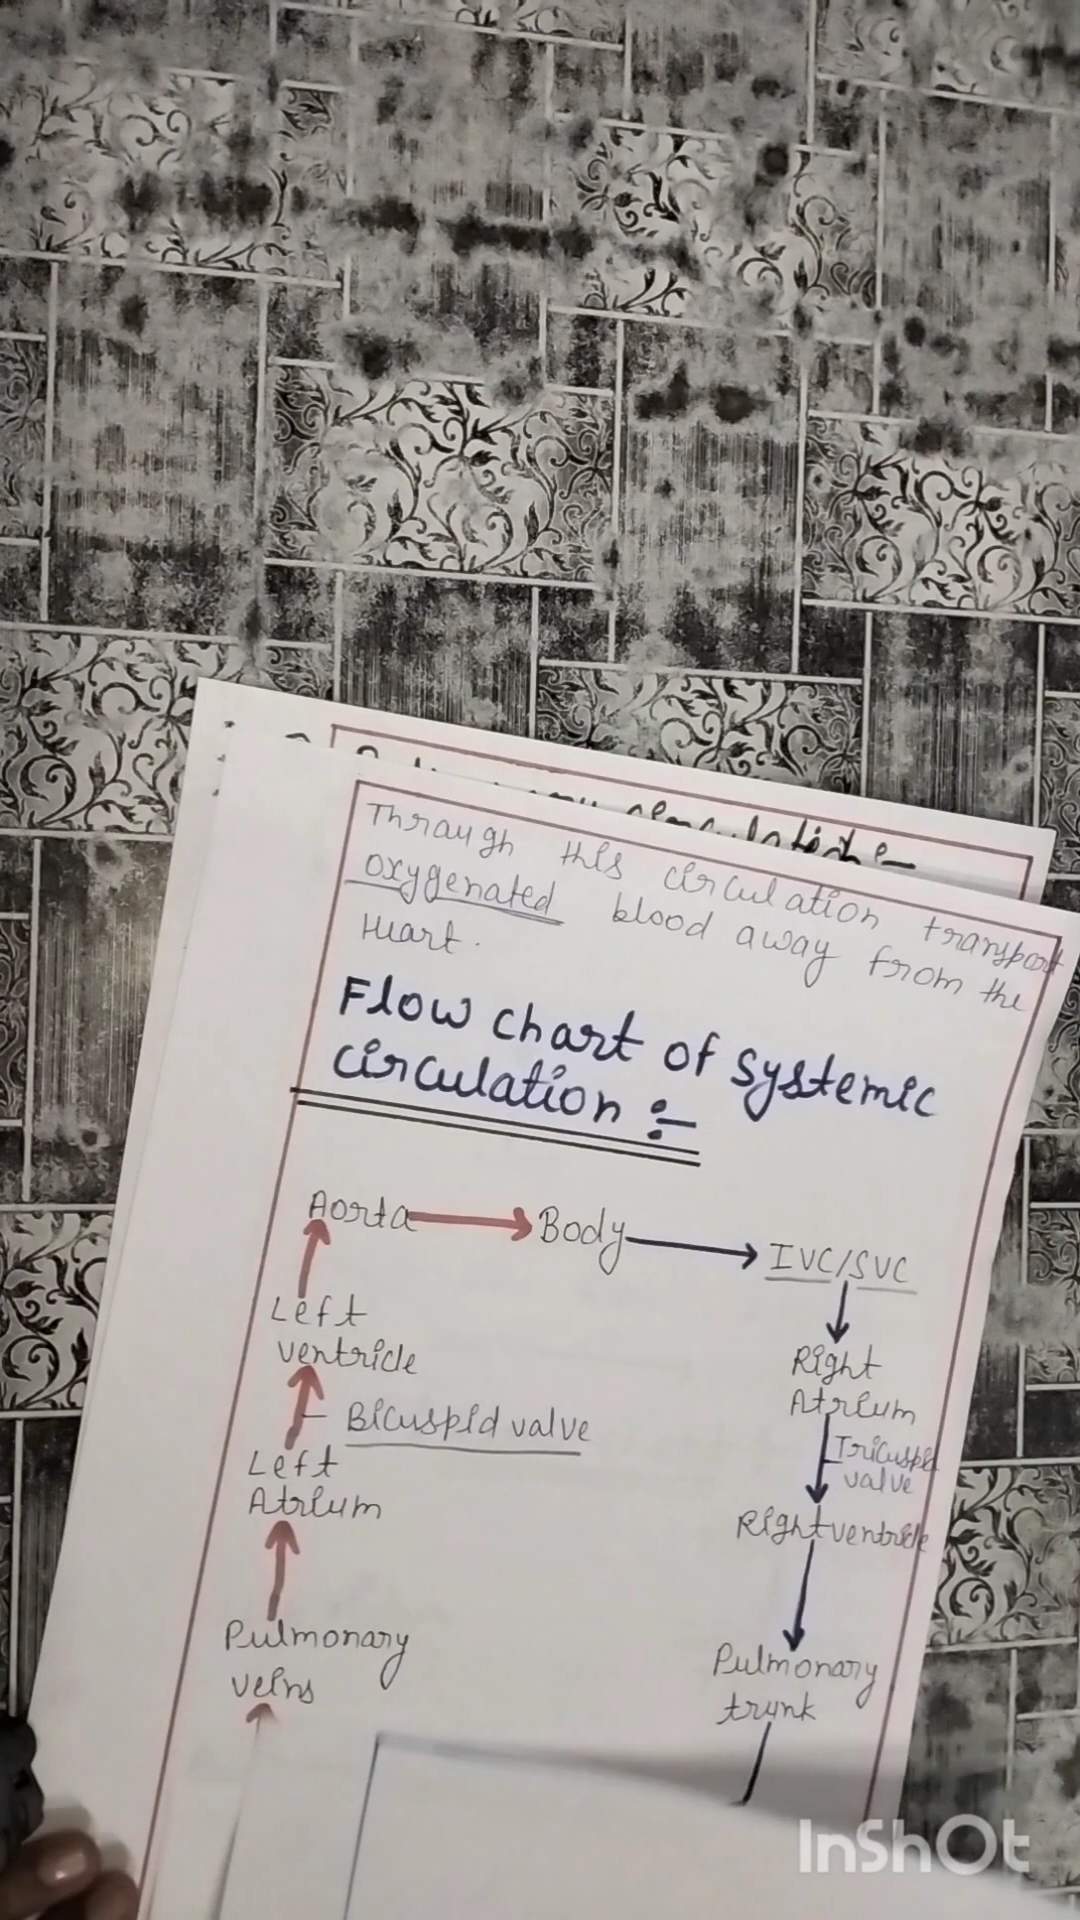 circulation :-
Through this circulation transport
oxygenated blood away from the
Heart.
Flow chart of systemic
circulation :-
Aorta Body IVC/SVC
Left
ventricle
Right
Atrium
Bicuspid valve
Tricuspid
valve
Left
Atrium
Right ventricle
Pulmonary
veins
Pulmonary
trunk
InShOt